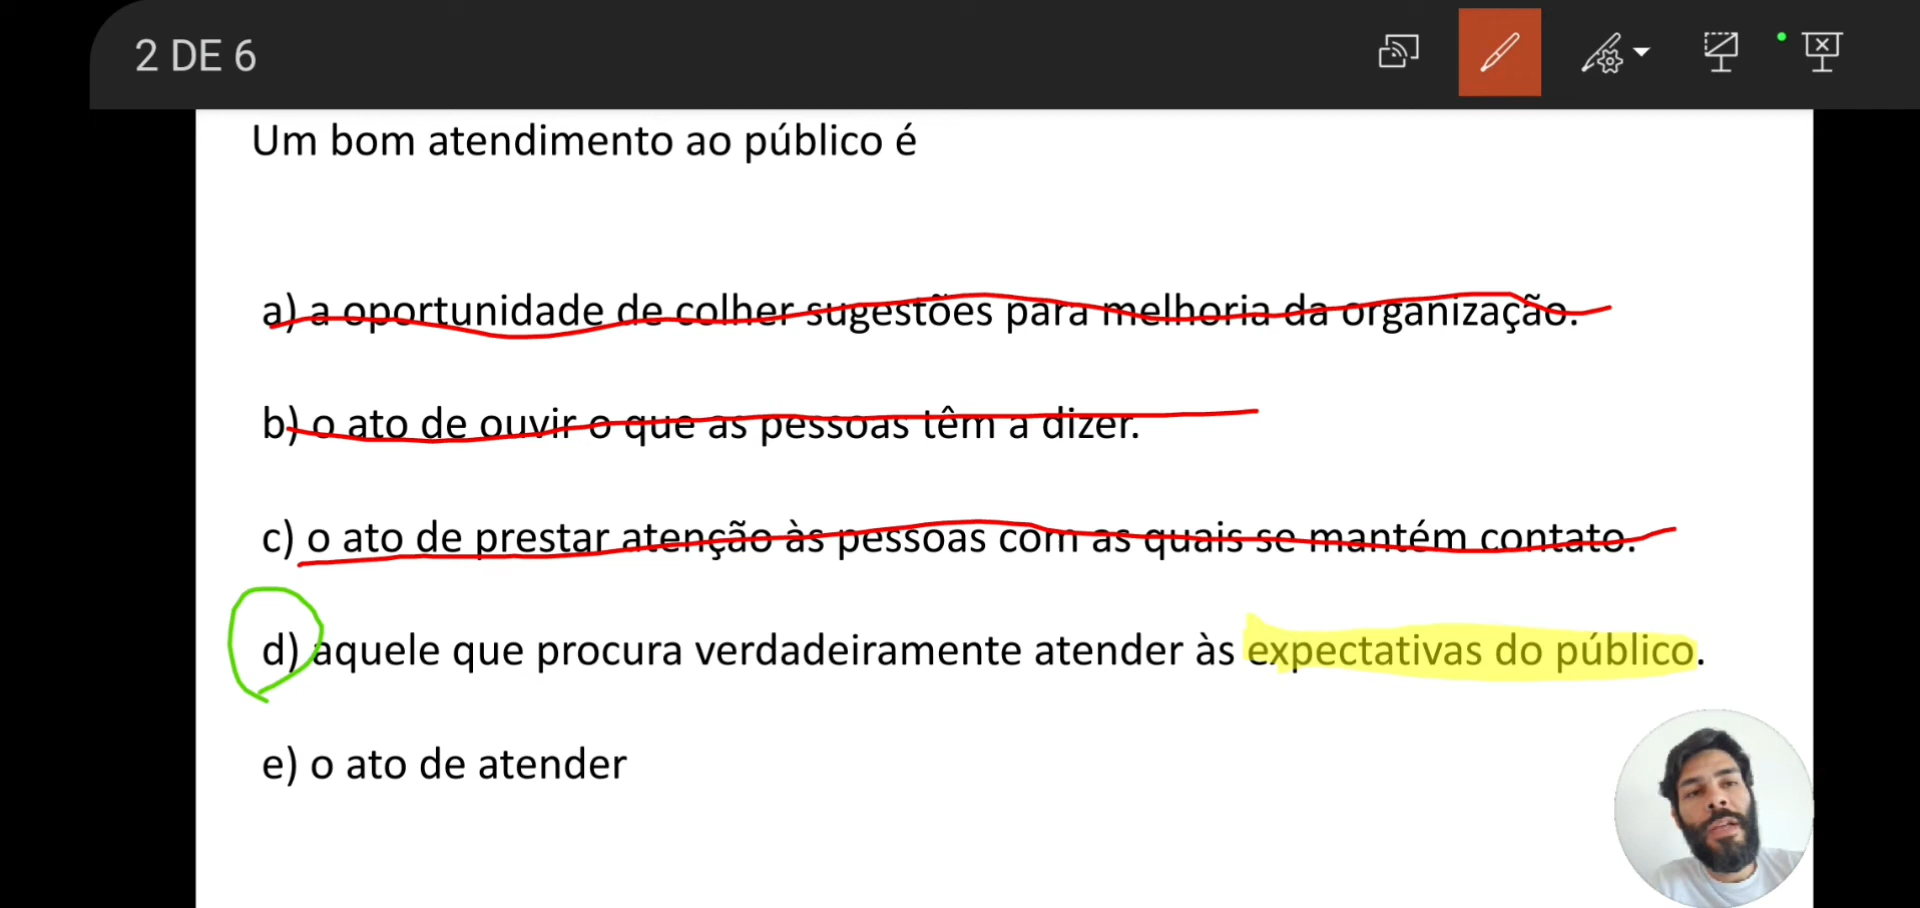 2 DE 6
Um bom atendimento ao público é
a) a oportunidade de colher sugestões para melhoria da organização.
b) o ato de ouvir o que as pessoas têm a dizer.
c) o ato de prestar atenção às pessoas com as quais se mantém contato.
d) aquele que procura verdadeiramente atender às expectativas do público.
e) o ato de atender